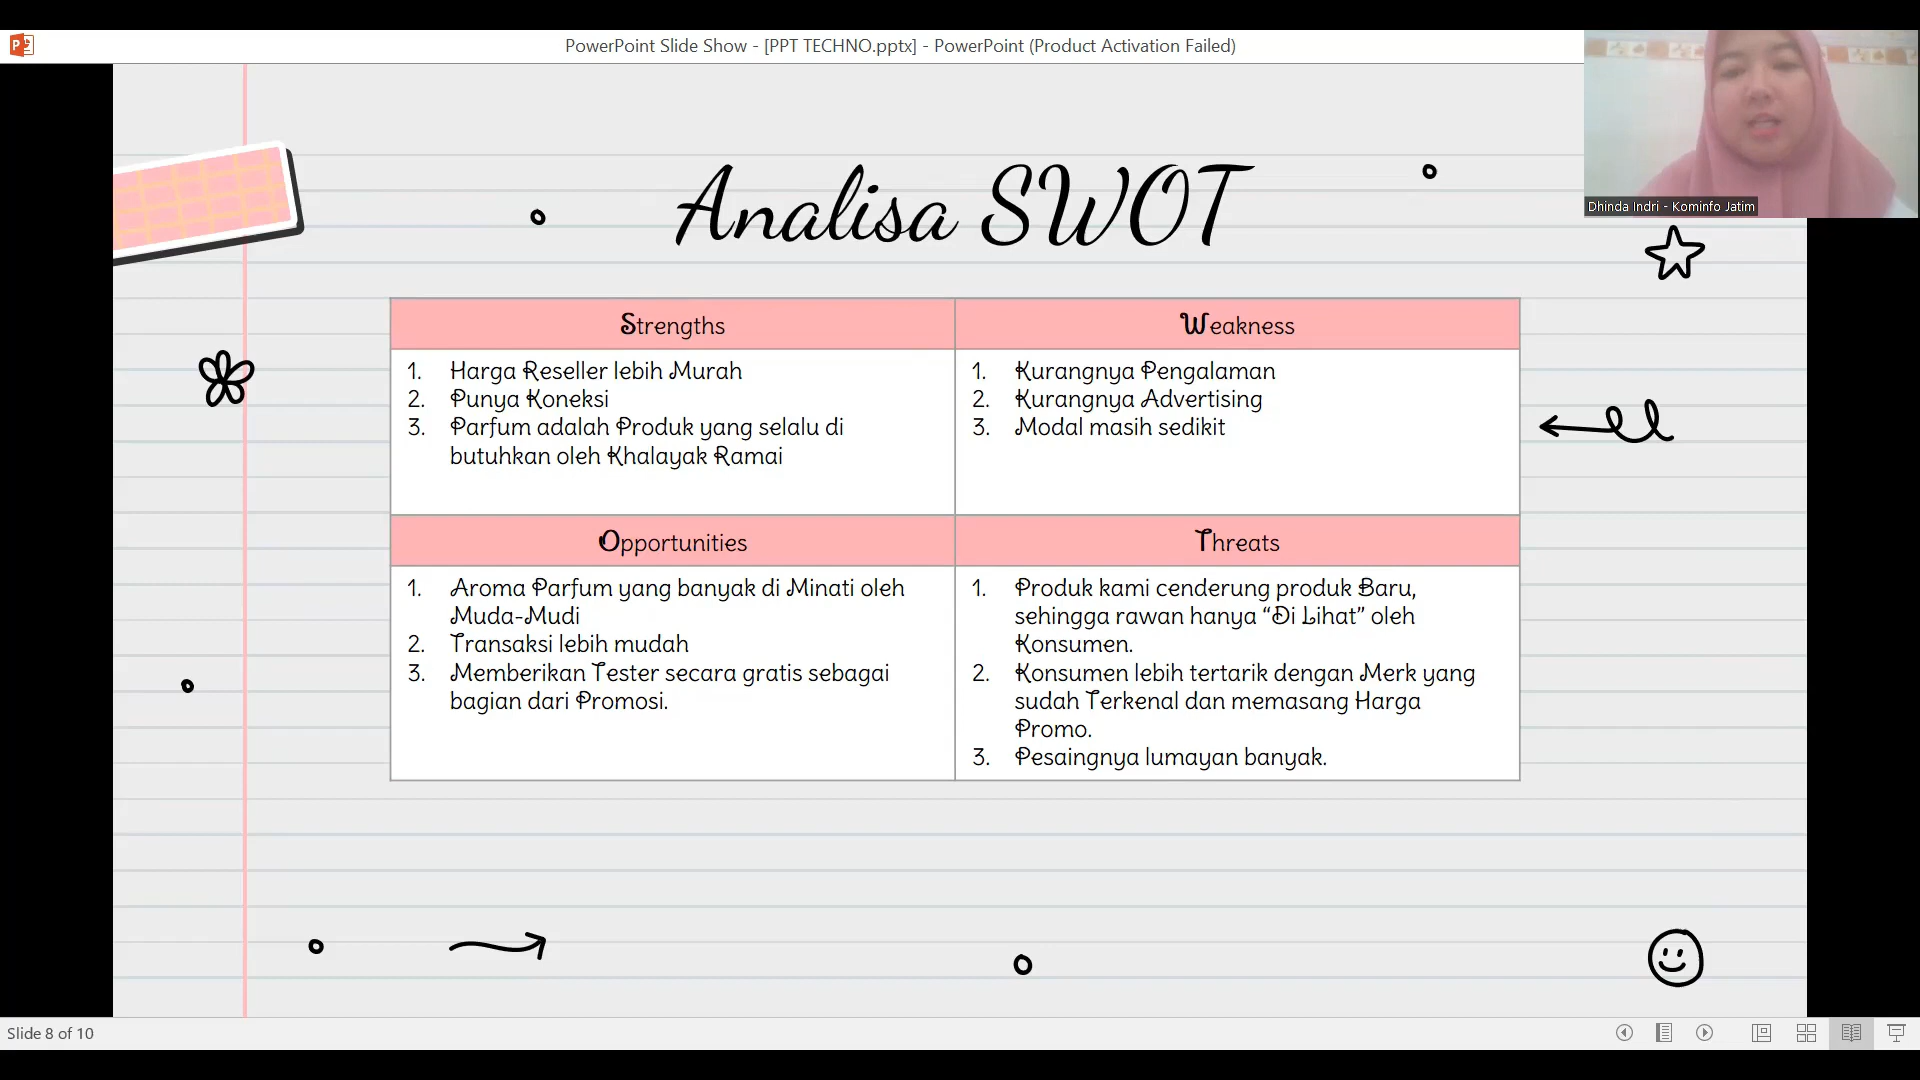 PowerPoint Slide Show - [PPT TECHNO.pptx] - PowerPoint (Product Activation Failed)
Dhinda Indri - Kominfo Jatim
Analisa SWOT
Strengths
1. Harga Reseller lebih Murah
2. Punya Koneksi
3. Parfum adalah Produk yang selalu di
butuhkan oleh Khalayak Ramai
Weakness
1. Kurangnya Pengalaman
2. Kurangnya Advertising
3. Modal masih sedikit
Opportunities
1. Aroma Parfum yang banyak di Minati oleh
Muda-Mudi
2. Transaksi lebih mudah
3. Memberikan Tester secara gratis sebagai
bagian dari Promosi.
Threats
1. Produk kami cenderung produk Baru,
sehingga rawan hanya “Di Lihat” oleh
Konsumen.
2. Konsumen lebih tertarik dengan Merk yang
sudah Terkenal dan memasang Harga
Promo.
3. Pesaingnya lumayan banyak.
Slide 8 of 10